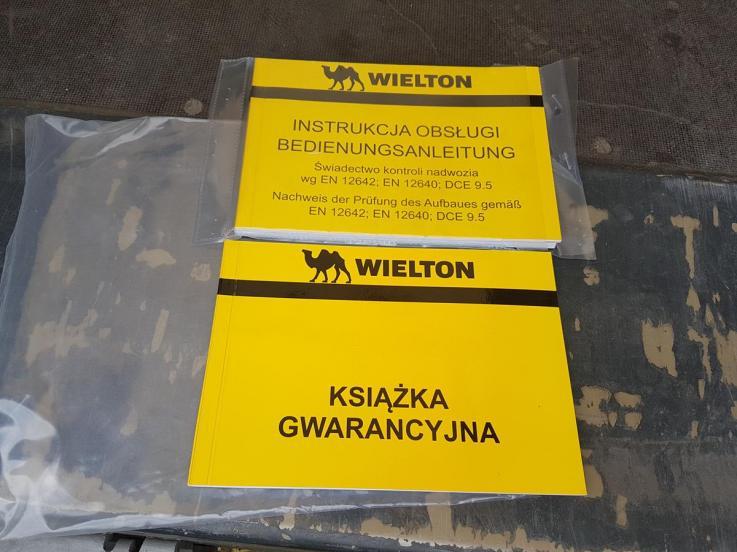 WIELTON
INSTRUKCJA OBSŁUGI
BEDIENUNGSANLEITUNG
Świadectwo kontroli nadwozia
wg EN 12642; EN 12640; DCE 9.5
Nachweis der Prüfung des Aufbaues gemäß
EN 12642; EN 12640; DCE 9.5
WIELTON
KSIĄŻKA
GWARANCYJNA